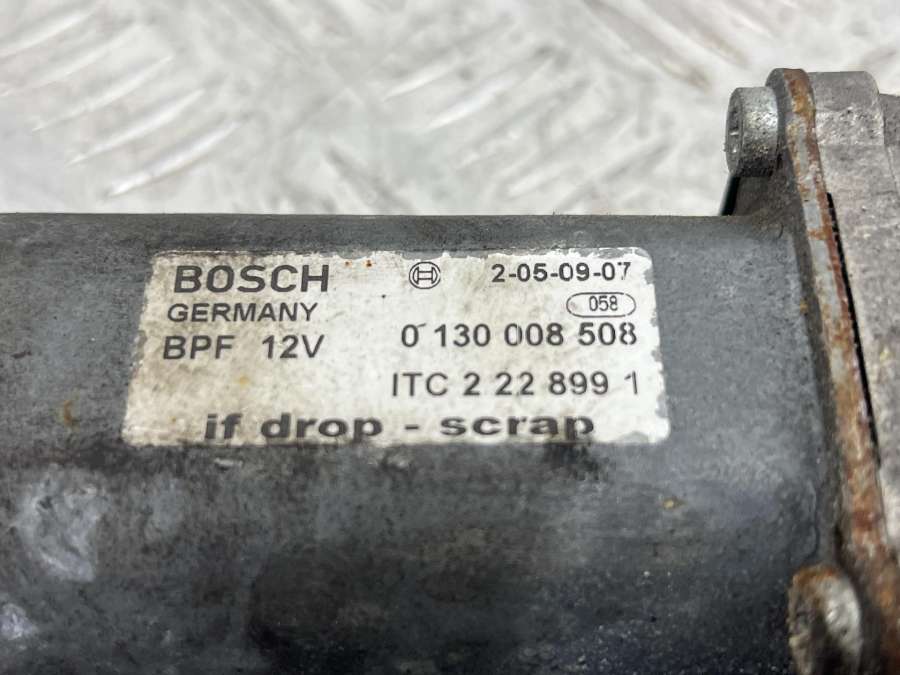 BOSCH 2-05-09-07
GERMANY 058
BPF 12V 0 130 008 508
ITC 2 22 899 1
if drop - scrap